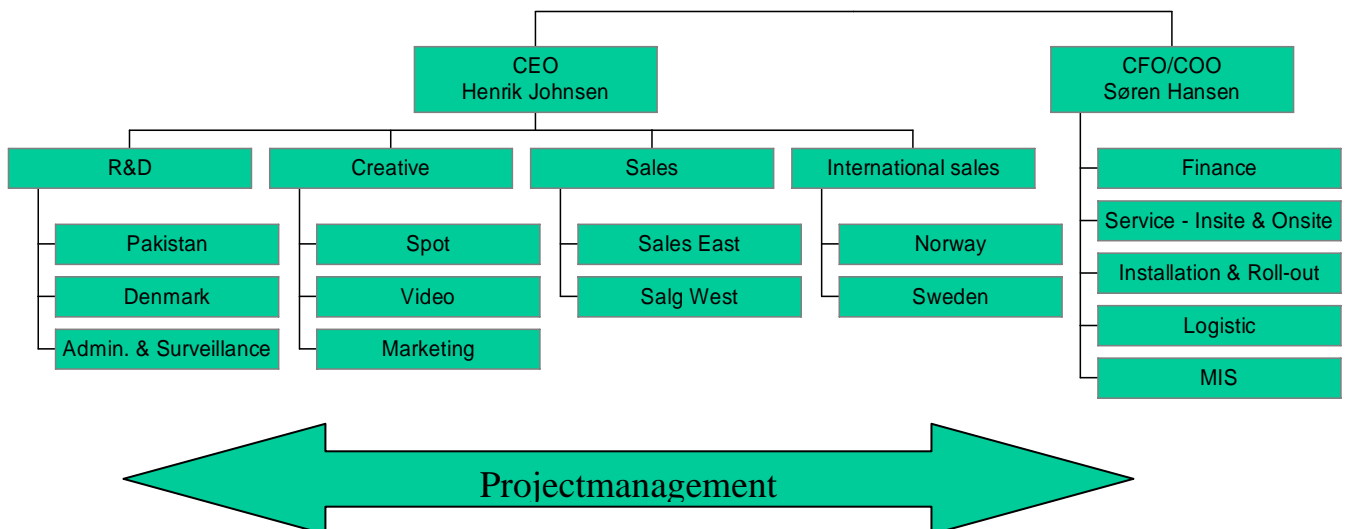 CEO
Henrik Johnsen
CFO/COO
Søren Hansen
R&D
Creative
Sales
International sales
Pakistan
Denmark
Admin. & Surveillance
Spot
Video
Marketing
Sales East
Salg West
Norway
Sweden
Finance
Service - Insite & Onsite
Installation & Roll-out
Logistic
MIS
Projectmanagement